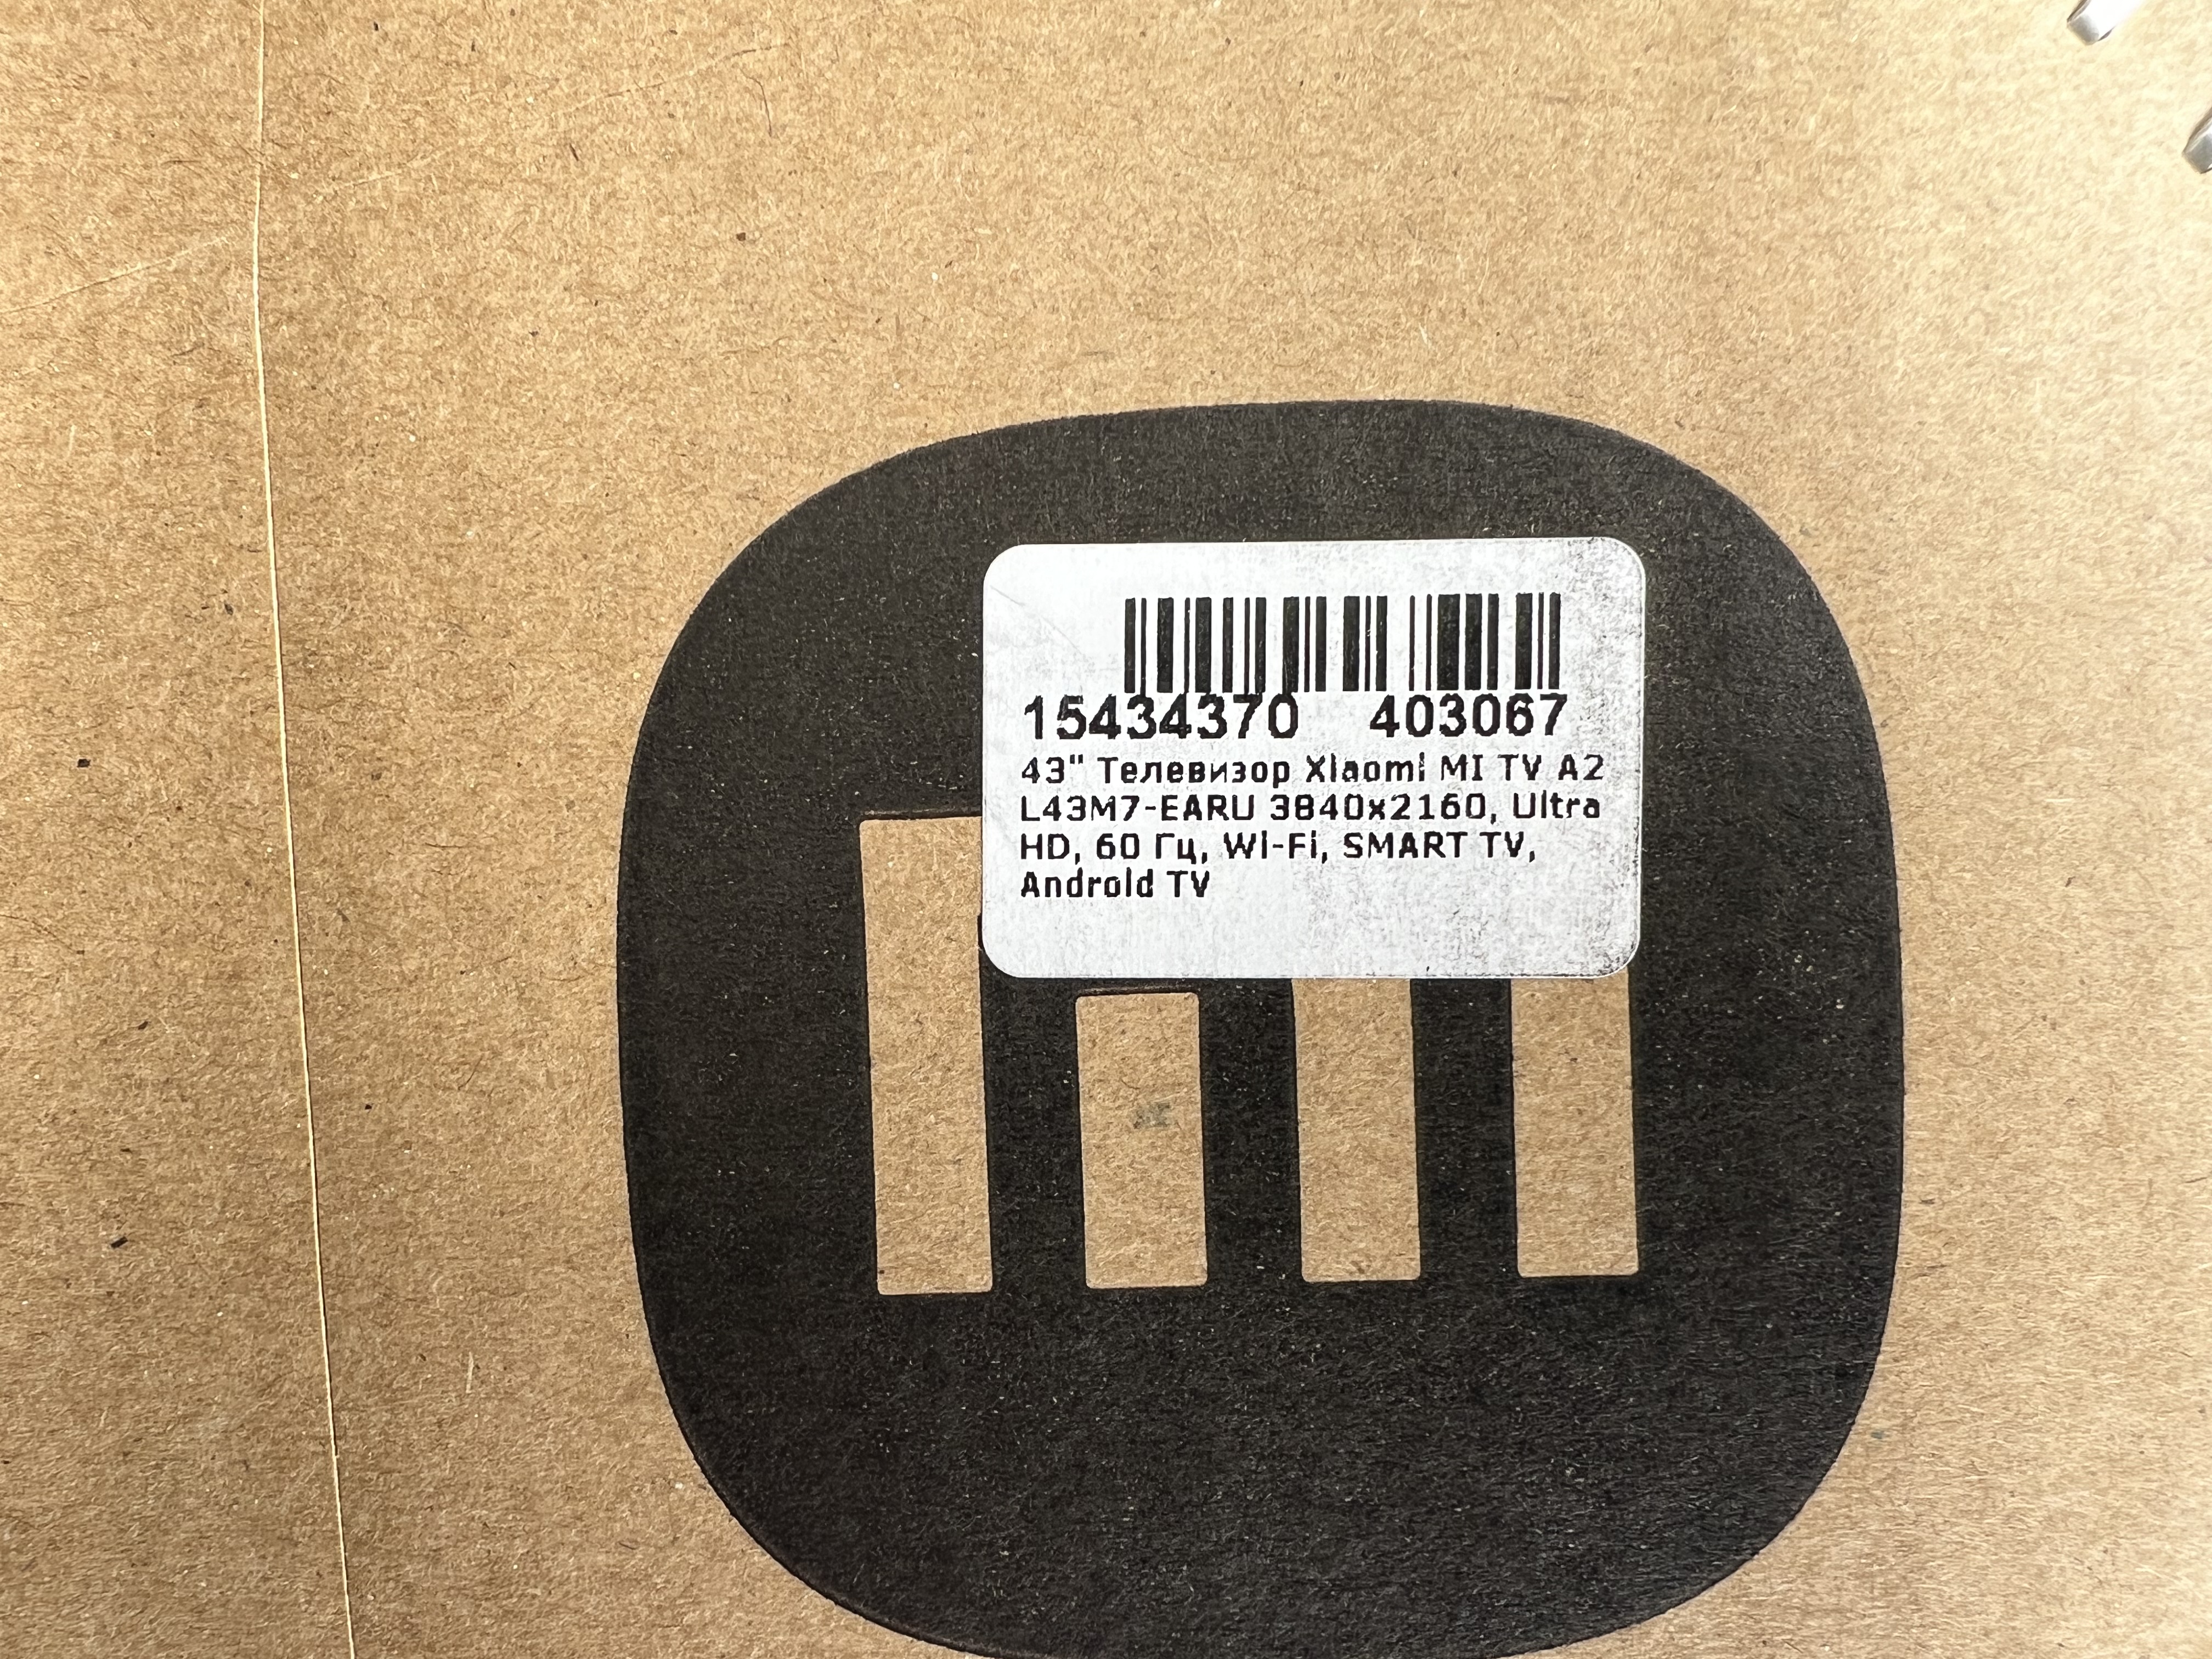 15434370 403067
43" Телевизор Xiaomi MI TV A2
L43M7-EARU 3840x2160, Ultra
HD, 60 Гц, Wi-Fi, SMART TV,
Android TV